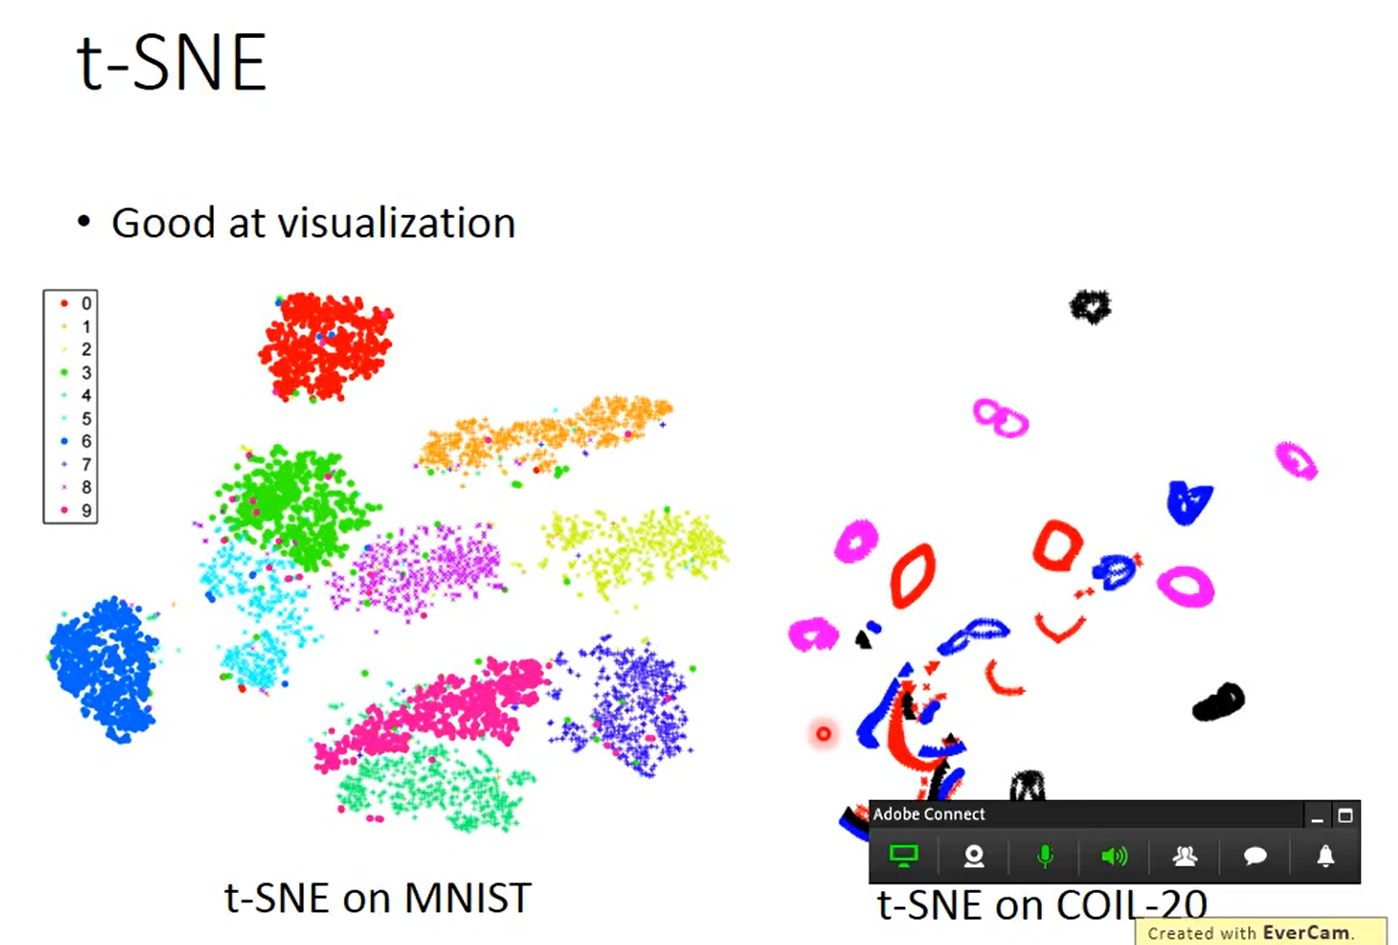 t-SNE
• Good at visualization
0
1
2
3
4
5
6
7
8
9
Adobe Connect
t-SNE on MNIST
t-SNE on COIL-20
Created with EverCam.